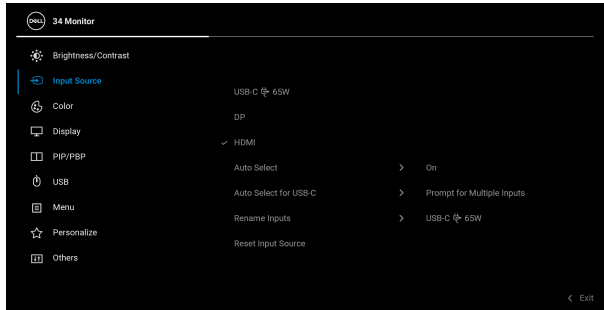 DELL 34 Monitor
Brightness/Contrast
Input Source
Color
Display
PIP/PBP
USB
Menu
Personalize
Others
USB-C 65W
DP
HDMI
Auto Select > On
Auto Select for USB-C > Prompt for Multiple Inputs
Rename Inputs > USB-C 65W
Reset Input Source
< Exit